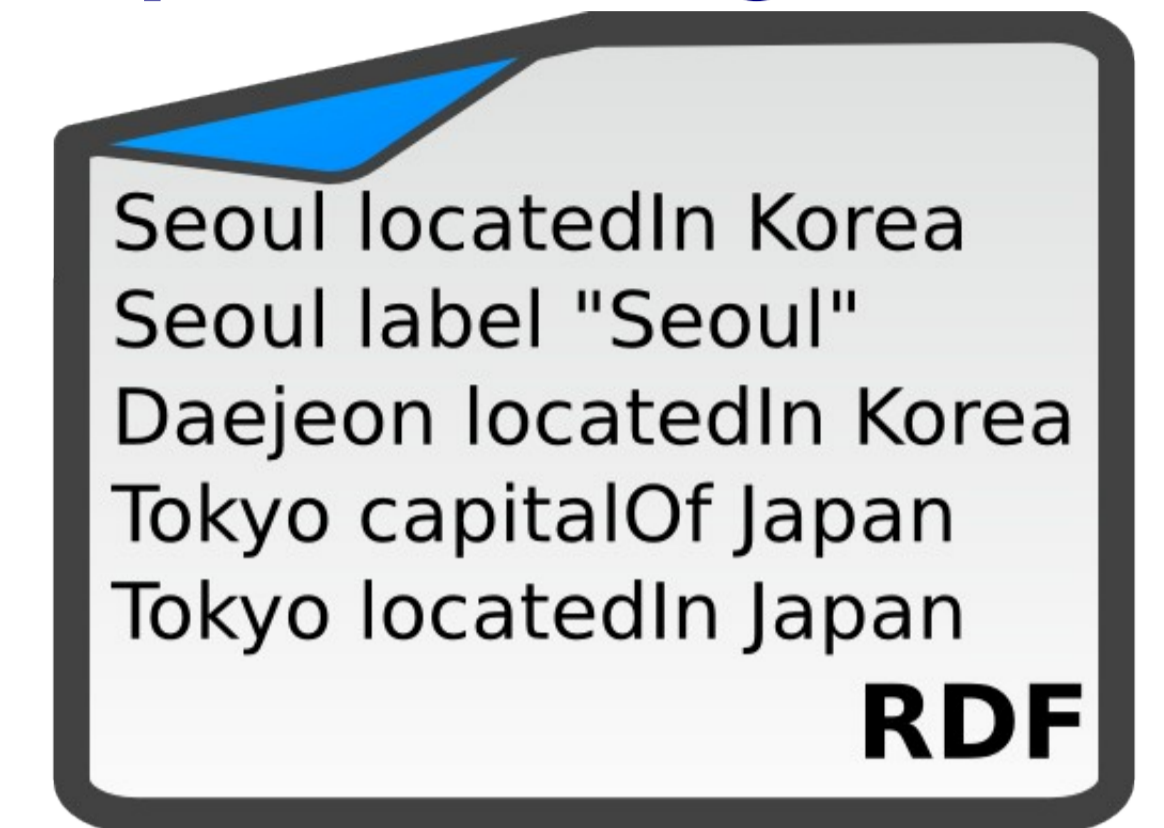 Seoul locatedIn Korea
Seoul label "Seoul"
Daejeon locatedIn Korea
Tokyo capitalOf Japan
Tokyo locatedIn Japan
RDF